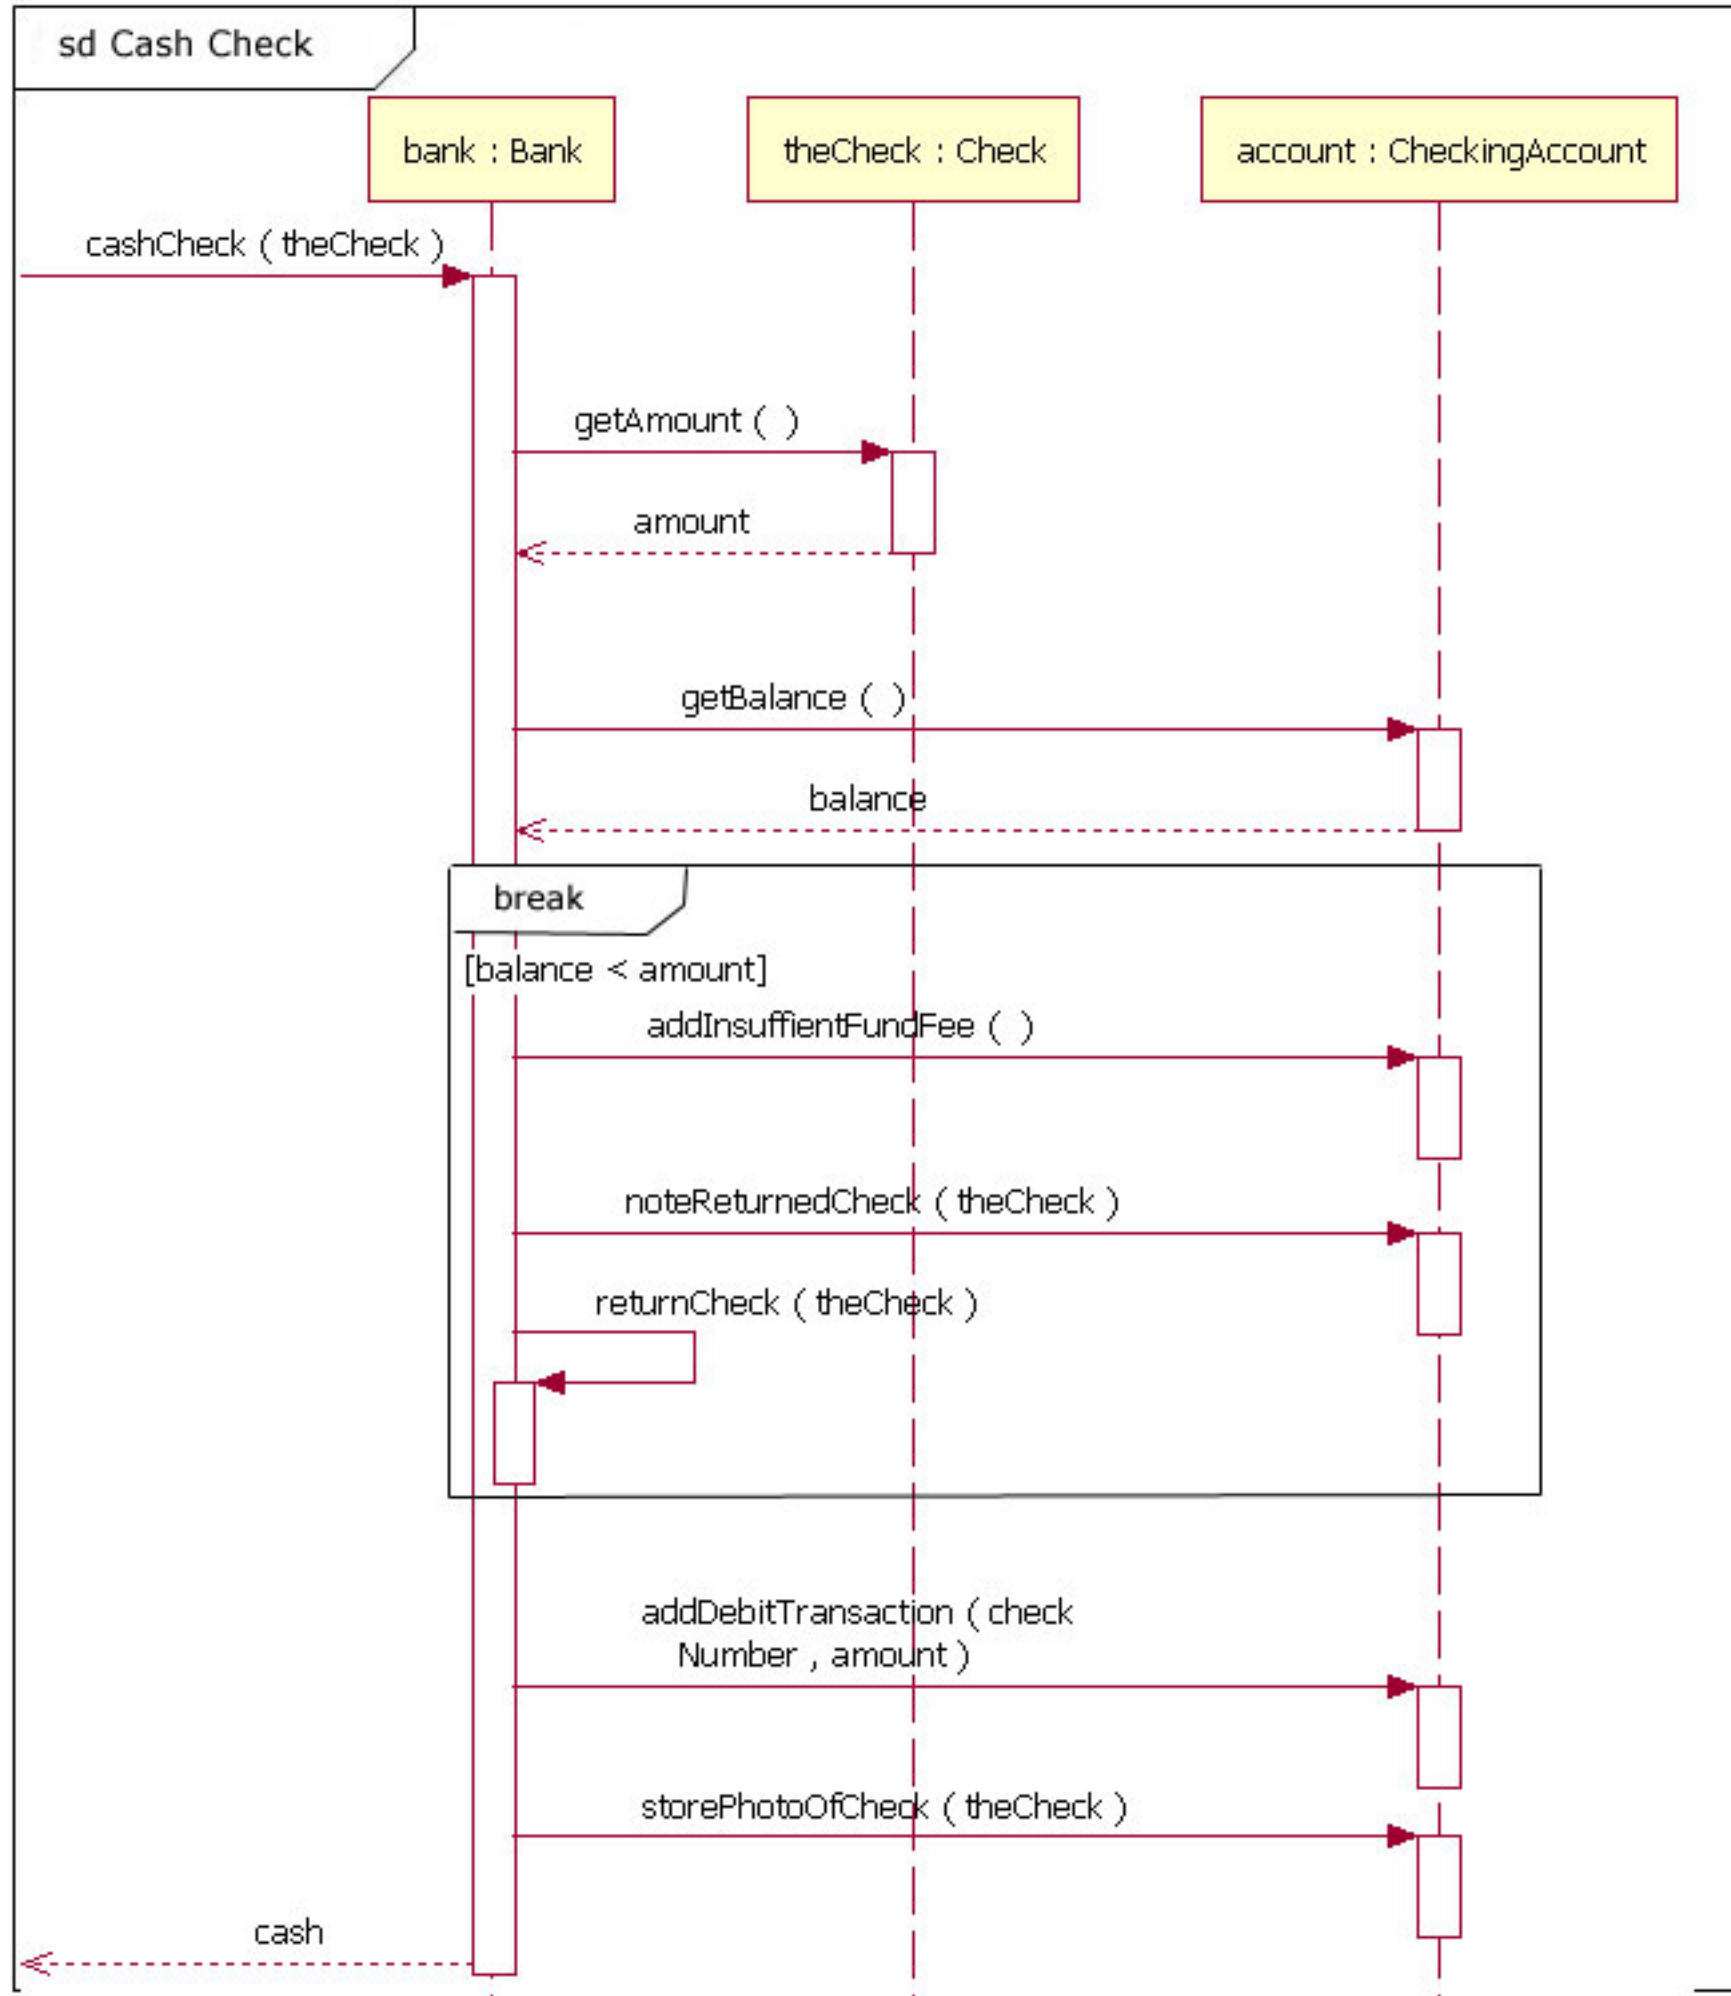 sd Cash Check
bank : Bank
theCheck : Check
account : CheckingAccount
cashCheck ( theCheck )
getAmount (  )
amount
getBalance (  )
balance
break
[balance < amount]
addInsuffientFundFee (  )
noteReturnedCheck ( theCheck )
returnCheck ( theCheck )
addDebitTransaction ( check
Number , amount )
storePhotoOfCheck ( theCheck )
cash